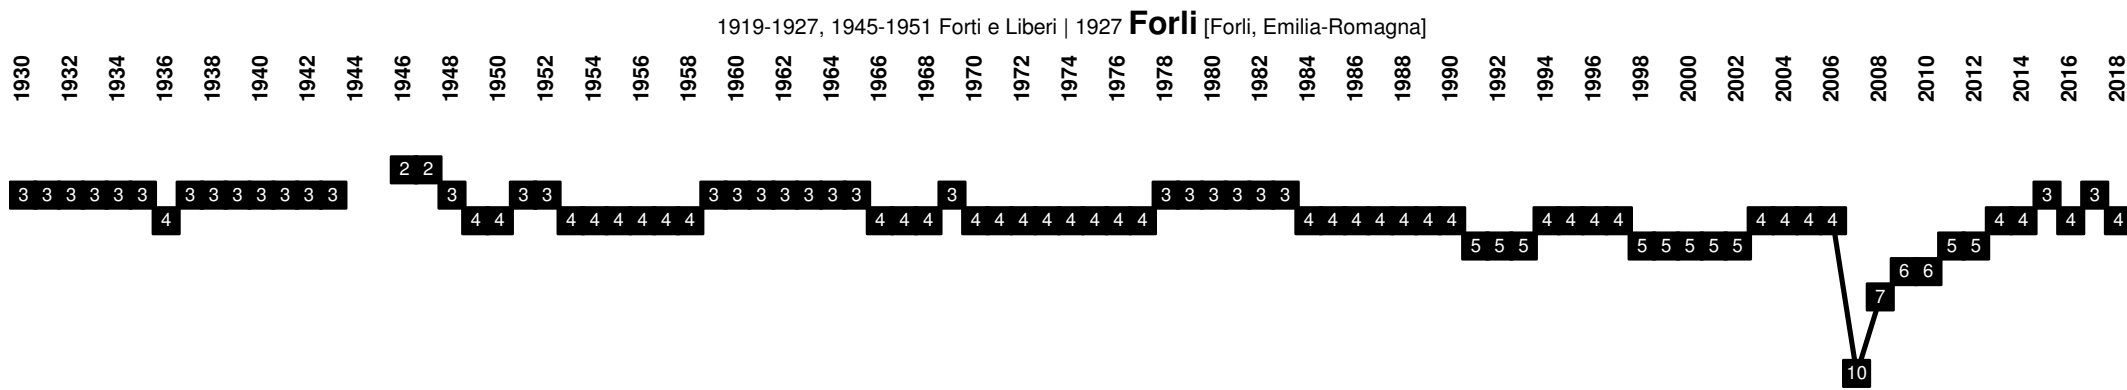 1919-1927, 1945-1951 Forti e Liberi | 1927 Forli [Forli, Emilia-Romagna]
1930 1932 1934 1936 1938 1940 1942 1944 1946 1948 1950 1952 1954 1956 1958 1960 1962 1964 1966 1968 1970 1972 1974 1976 1978 1980 1982 1984 1986 1988 1990 1992 1994 1996 1998 2000 2002 2004 2006 2008 2010 2012 2014 2016 2018
2 2
3 3 3 3 3 3 3 3 3 3 3 3 3 3 3 3 3 3 3 3 3 3 3 3 3 3 3 3 3 3 3 3
4 4 4 4 4 4 4 4 4 4 4 4 4 4 4 4 4 4 4 4 4 4 4 4 4 4 4 4 4 4 4 4 4 4 4 4 4 4 4
5 5 5 5 5 5 5 5 5 5
6 6
7
10